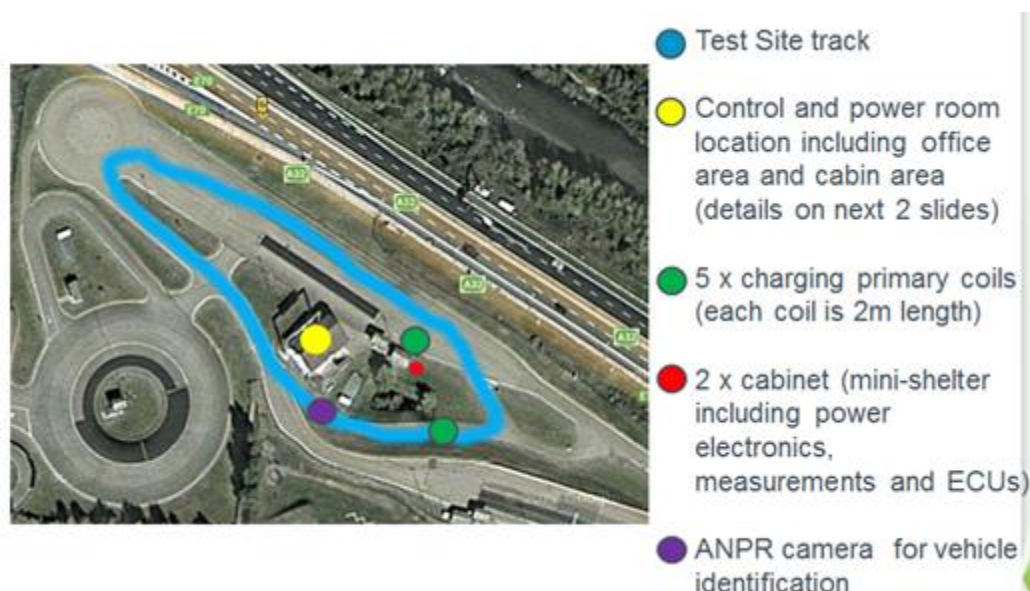 Test Site track
Control and power room
location including office
area and cabin area
(details on next 2 slides)
5 x charging primary coils
(each coil is 2m length)
2 x cabinet (mini-shelter
including power
electronics,
measurements and ECUs)
ANPR camera for vehicle
identification
E70
E70
A32
A32
A32
A32